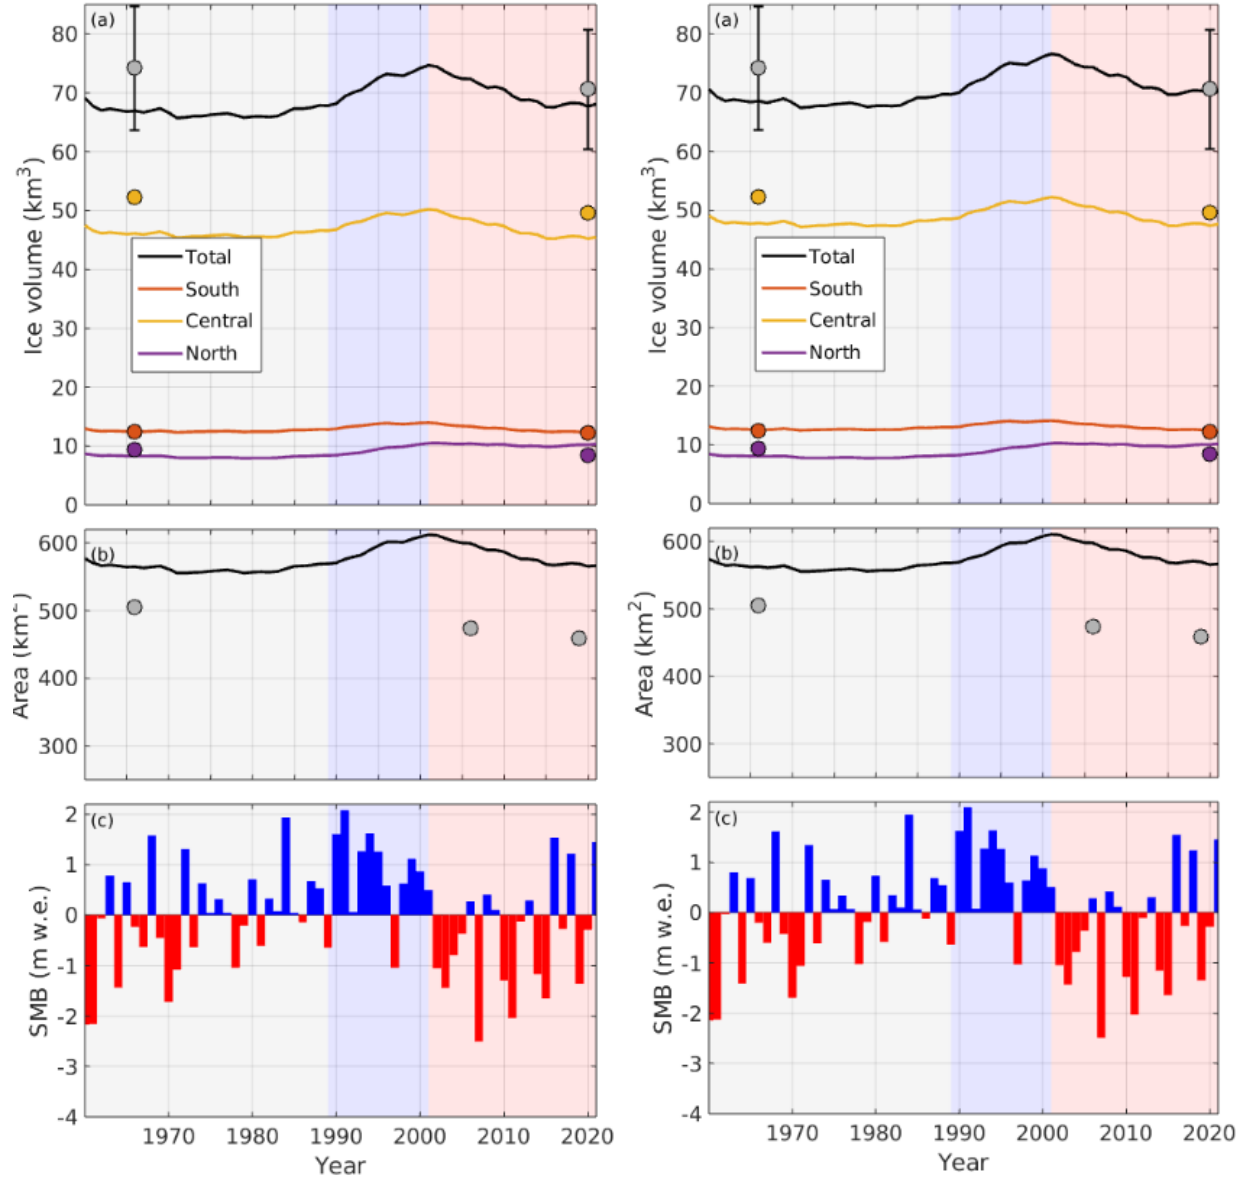 (a)
80
70
60
50
40
30
20
10
0
Ice volume (km³)
Total
South
Central
North
(b)
600
500
400
300
Area (km²)
(c)
2
1
0
-1
-2
-3
-4
SMB (m w.e.)
1970 1980 1990 2000 2010 2020
Year
(a)
80
70
60
50
40
30
20
10
0
Ice volume (km³)
Total
South
Central
North
(b)
600
500
400
300
Area (km²)
(c)
2
1
0
-1
-2
-3
-4
SMB (m w.e.)
1970 1980 1990 2000 2010 2020
Year